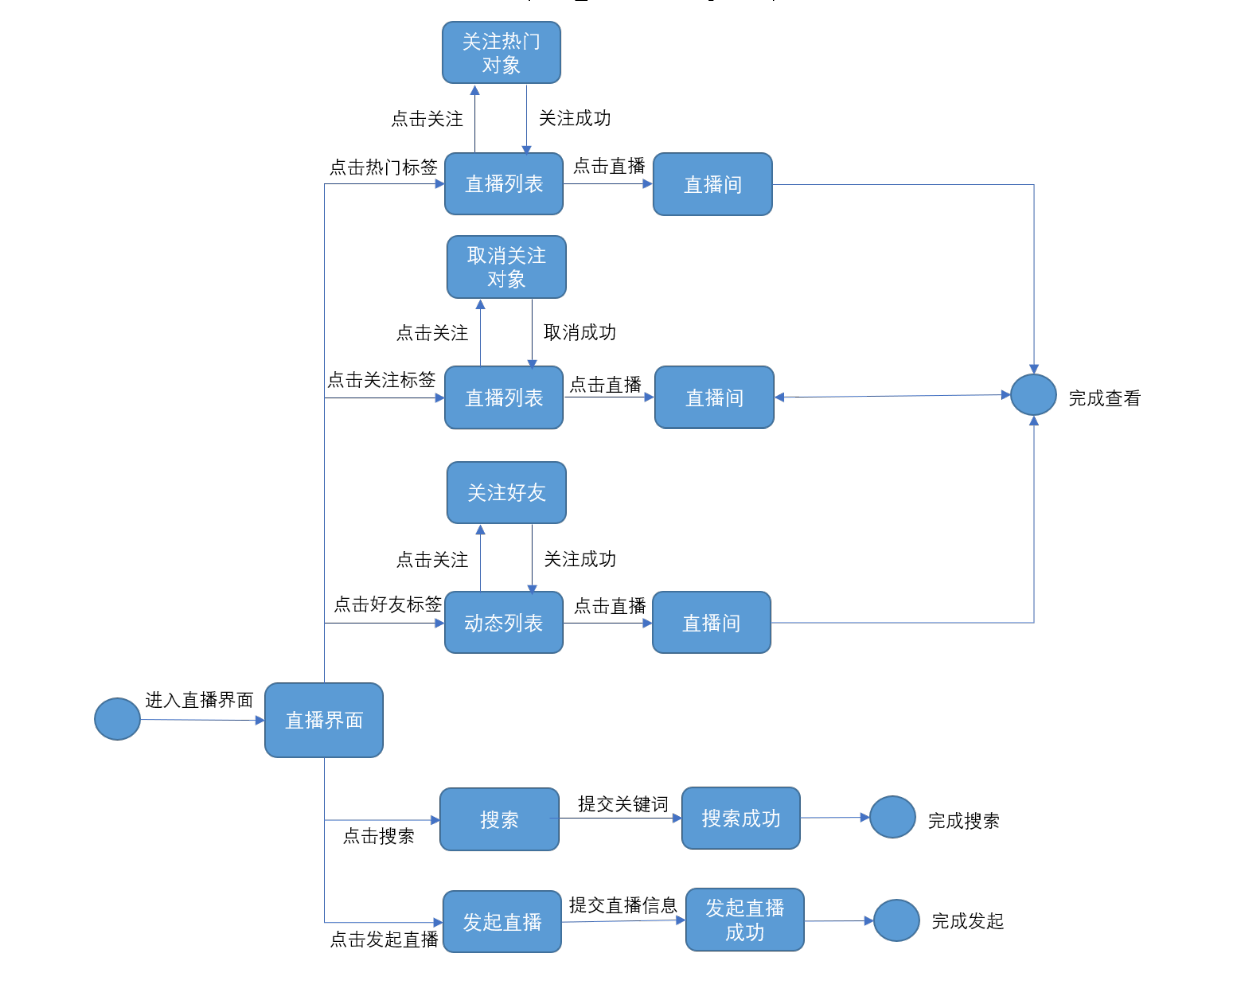 关注热门
对象
点击关注
关注成功
点击热门标签
直播列表
点击直播
直播间
取消关注
对象
点击关注
取消成功
点击关注标签
直播列表
点击直播
直播间
完成查看
关注好友
点击关注
关注成功
点击好友标签
动态列表
点击直播
直播间
进入直播界面
直播界面
点击搜索
搜索
提交关键词
搜索成功
完成搜索
点击发起直播
发起直播
提交直播信息
发起直播
成功
完成发起